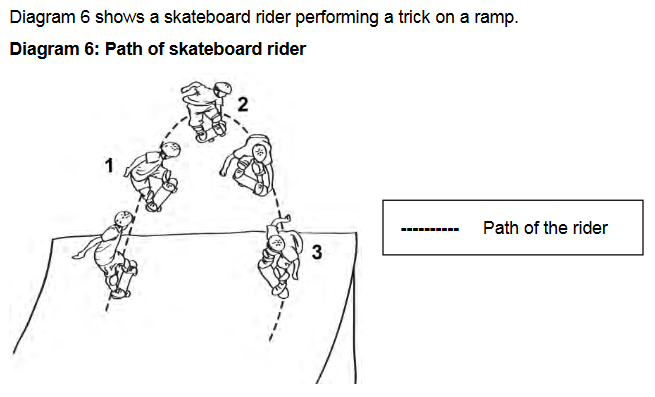 Diagram 6 shows a skateboard rider performing a trick on a ramp.
Diagram 6: Path of skateboard rider
2
1
Path of the rider
3